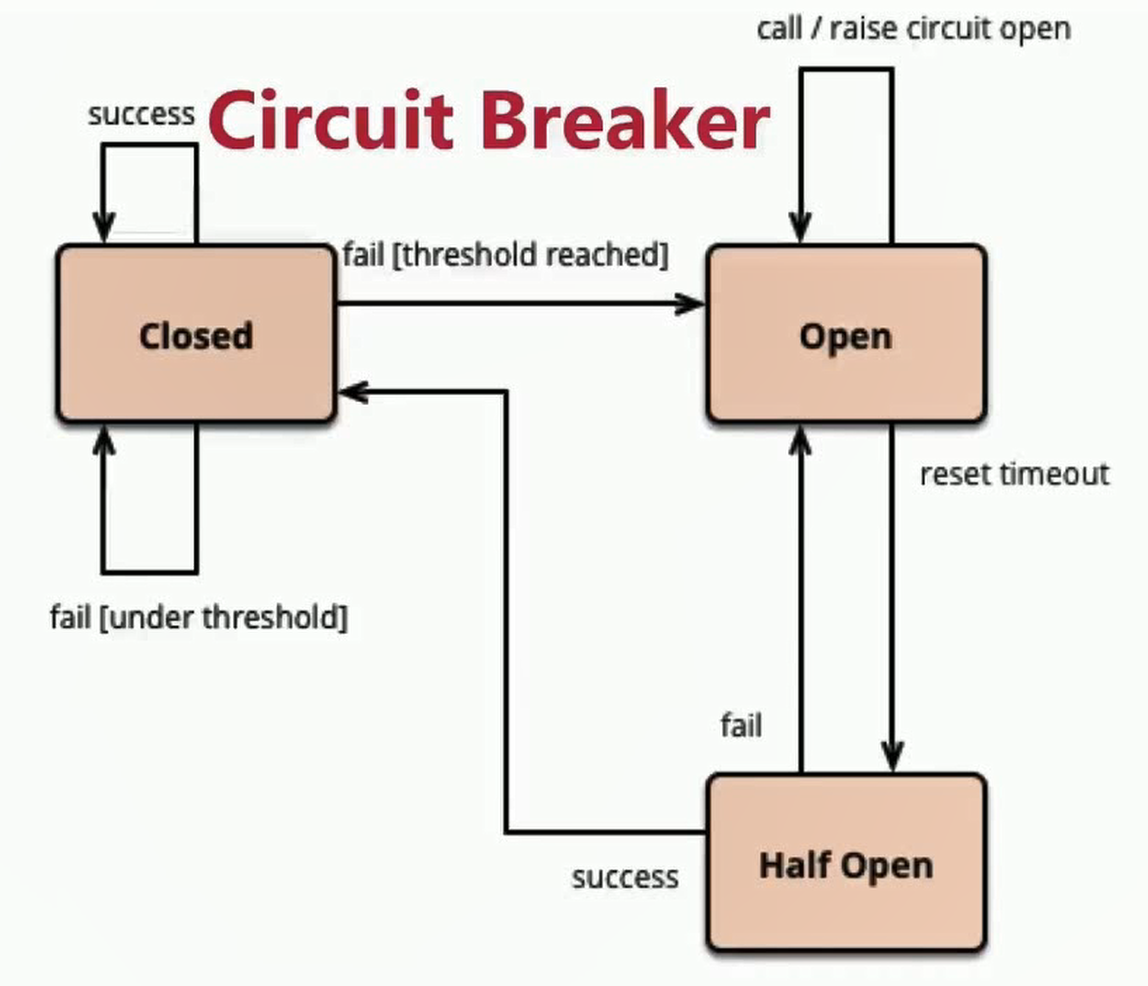 call / raise circuit open
success
Circuit Breaker
fail [threshold reached]
Closed
Open
reset timeout
fail [under threshold]
fail
Half Open
success